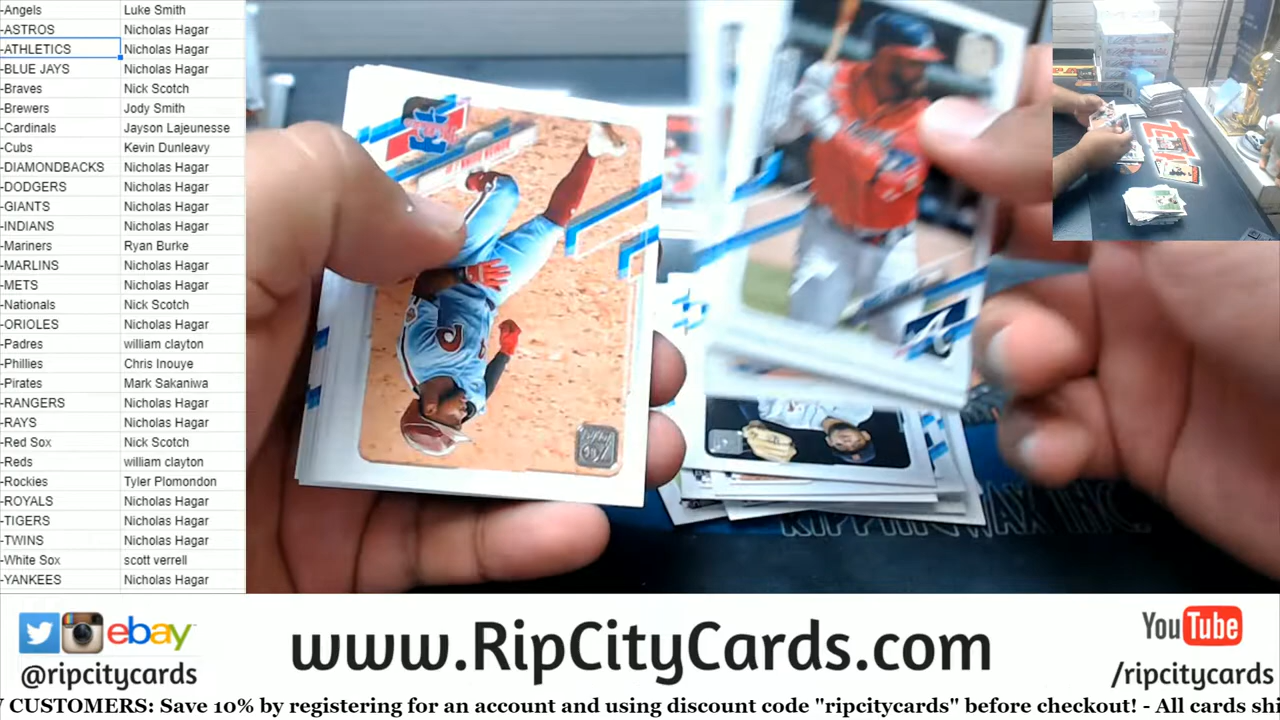 -Angels Luke Smith
-ASTROS Nicholas Hagar
-ATHLETICS Nicholas Hagar
-BLUE JAYS Nicholas Hagar
-Braves Nick Scotch
-Brewers Jody Smith
-Cardinals Jayson Lajeunesse
-Cubs Kevin Dunleavy
-DIAMONDBACKS Nicholas Hagar
-DODGERS Nicholas Hagar
-GIANTS Nicholas Hagar
-INDIANS Nicholas Hagar
-Mariners Ryan Burke
-MARLINS Nicholas Hagar
-METS Nicholas Hagar
-Nationals Nick Scotch
-ORIOLES Nicholas Hagar
-Padres william clayton
-Phillies Chris Inouye
-Pirates Mark Sakaniwa
-RANGERS Nicholas Hagar
-RAYS Nicholas Hagar
-Red Sox Nick Scotch
-Reds william clayton
-Rockies Tyler Plomondon
-ROYALS Nicholas Hagar
-TIGERS Nicholas Hagar
-TWINS Nicholas Hagar
-White Sox scott verrell
-YANKEES Nicholas Hagar
RIPPINWAX INC.
ebay
@ripcitycards
www.RipCityCards.com
YouTube
/ripcitycards
CUSTOMERS: Save 10% by registering for an account and using discount code "ripcitycards" before checkout! - All cards